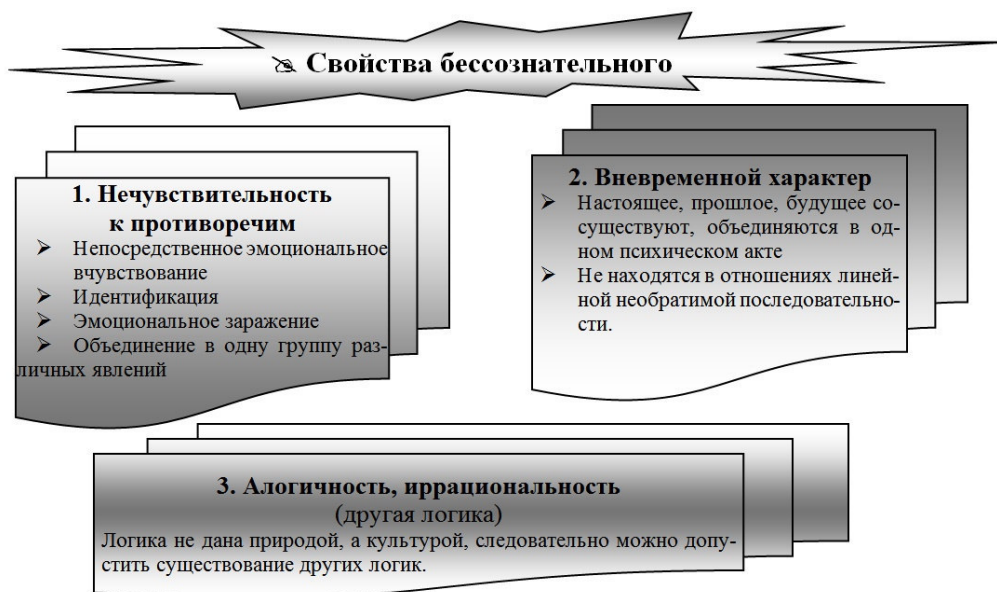 Свойства бессознательного
1. Нечувствительность
к противоречим
➢ Непосредственное эмоциональное
вчувствование
➢ Идентификация
➢ Эмоциональное заражение
➢ Объединение в одну группу раз-
личных явлений
2. Вневременной характер
➢ Настоящее, прошлое, будущее со-
существуют, объединяются в од-
ном психическом акте
➢ Не находятся в отношениях линей-
ной необратимой последовательно-
сти.
3. Алогичность, иррациональность
(другая логика)
Логика не дана природой, а культурой, следовательно можно допу-
стить существование других логик.